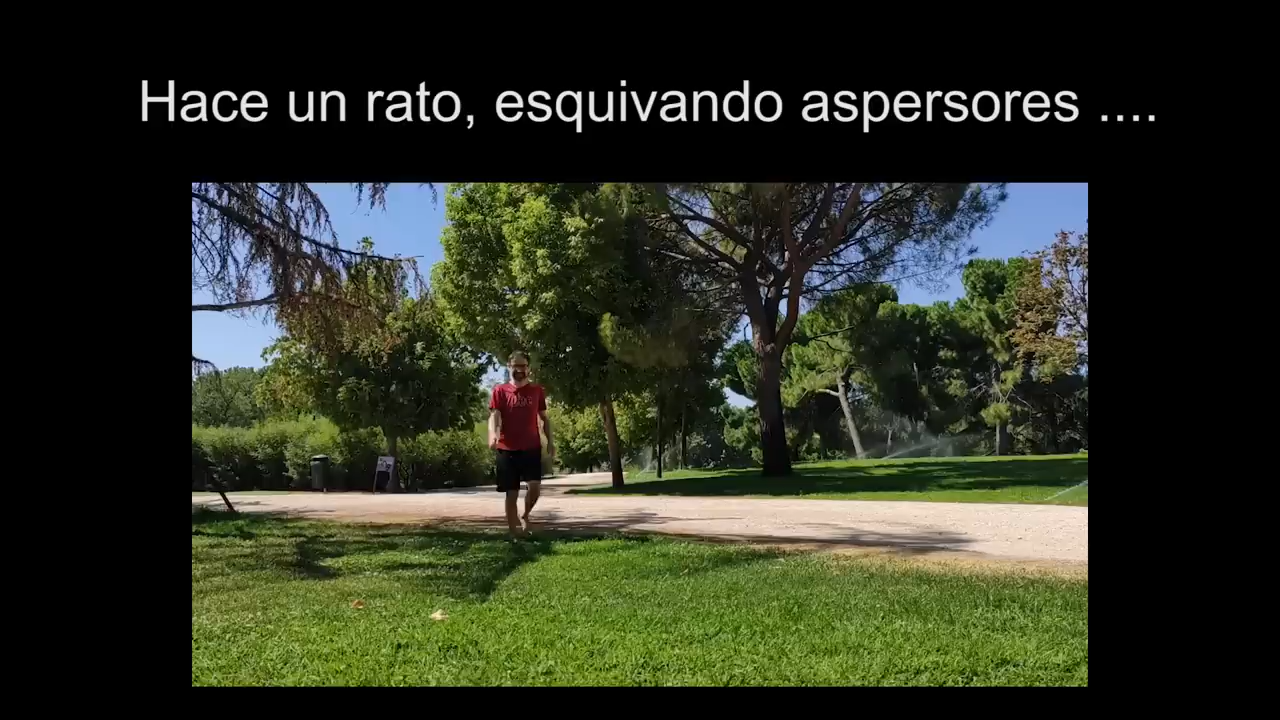 Hace un rato, esquivando aspersores ....